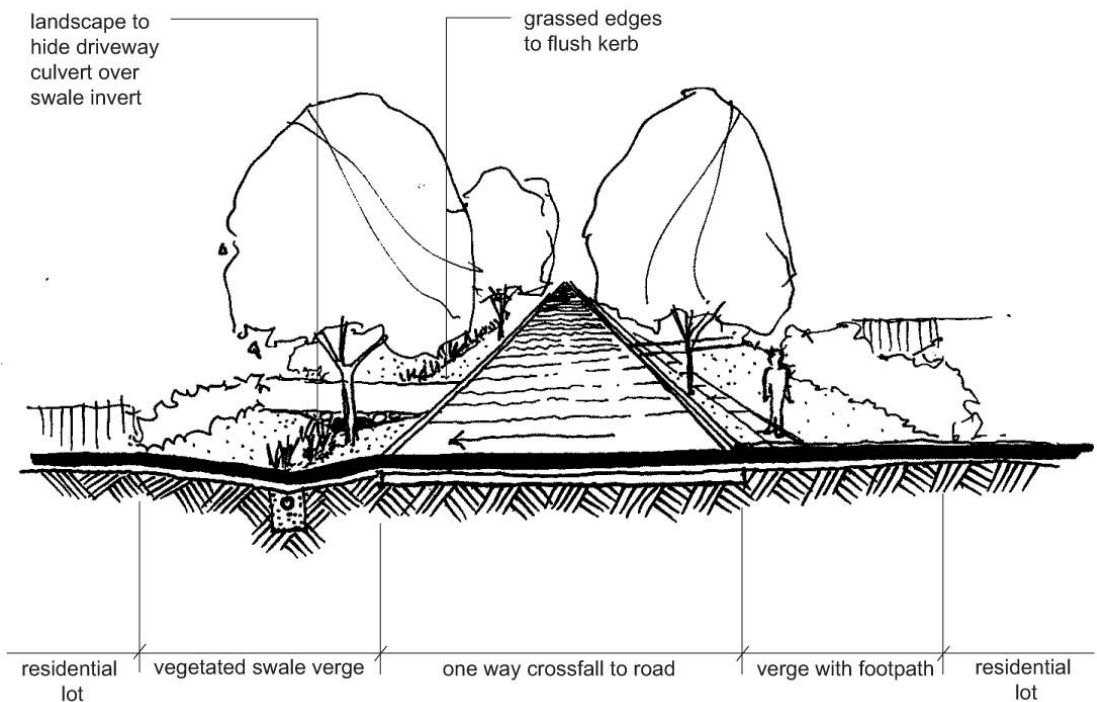 landscape to
hide driveway
culvert over
swale invert
grassed edges
to flush kerb
residential
lot
vegetated swale verge
one way crossfall to road
verge with footpath
residential
lot